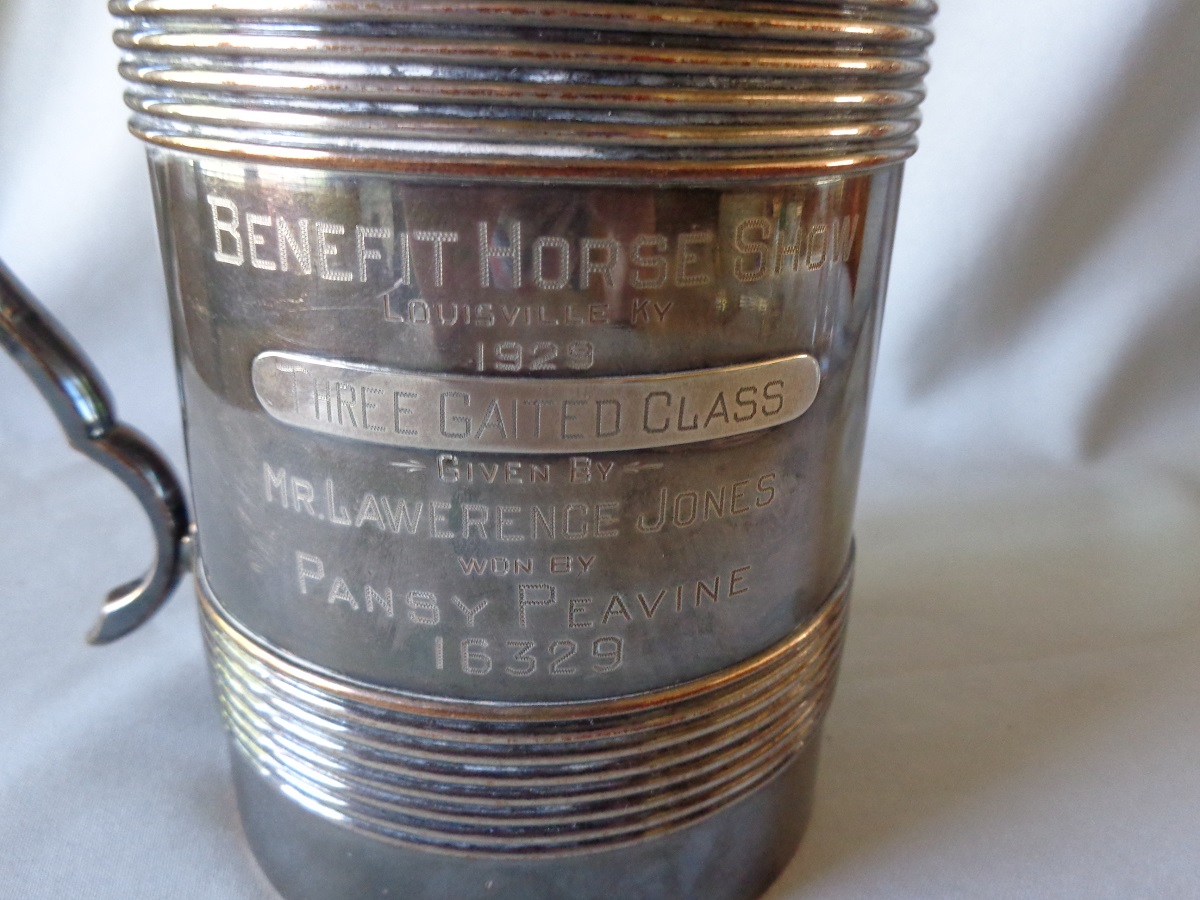 BENEFIT HORSE SHOW
LOUISVILLE KY
1929
THREE GAITED CLASS
GIVEN BY
MR. LAWERENCE JONES
WON BY
PANSY PEAVINE
16329